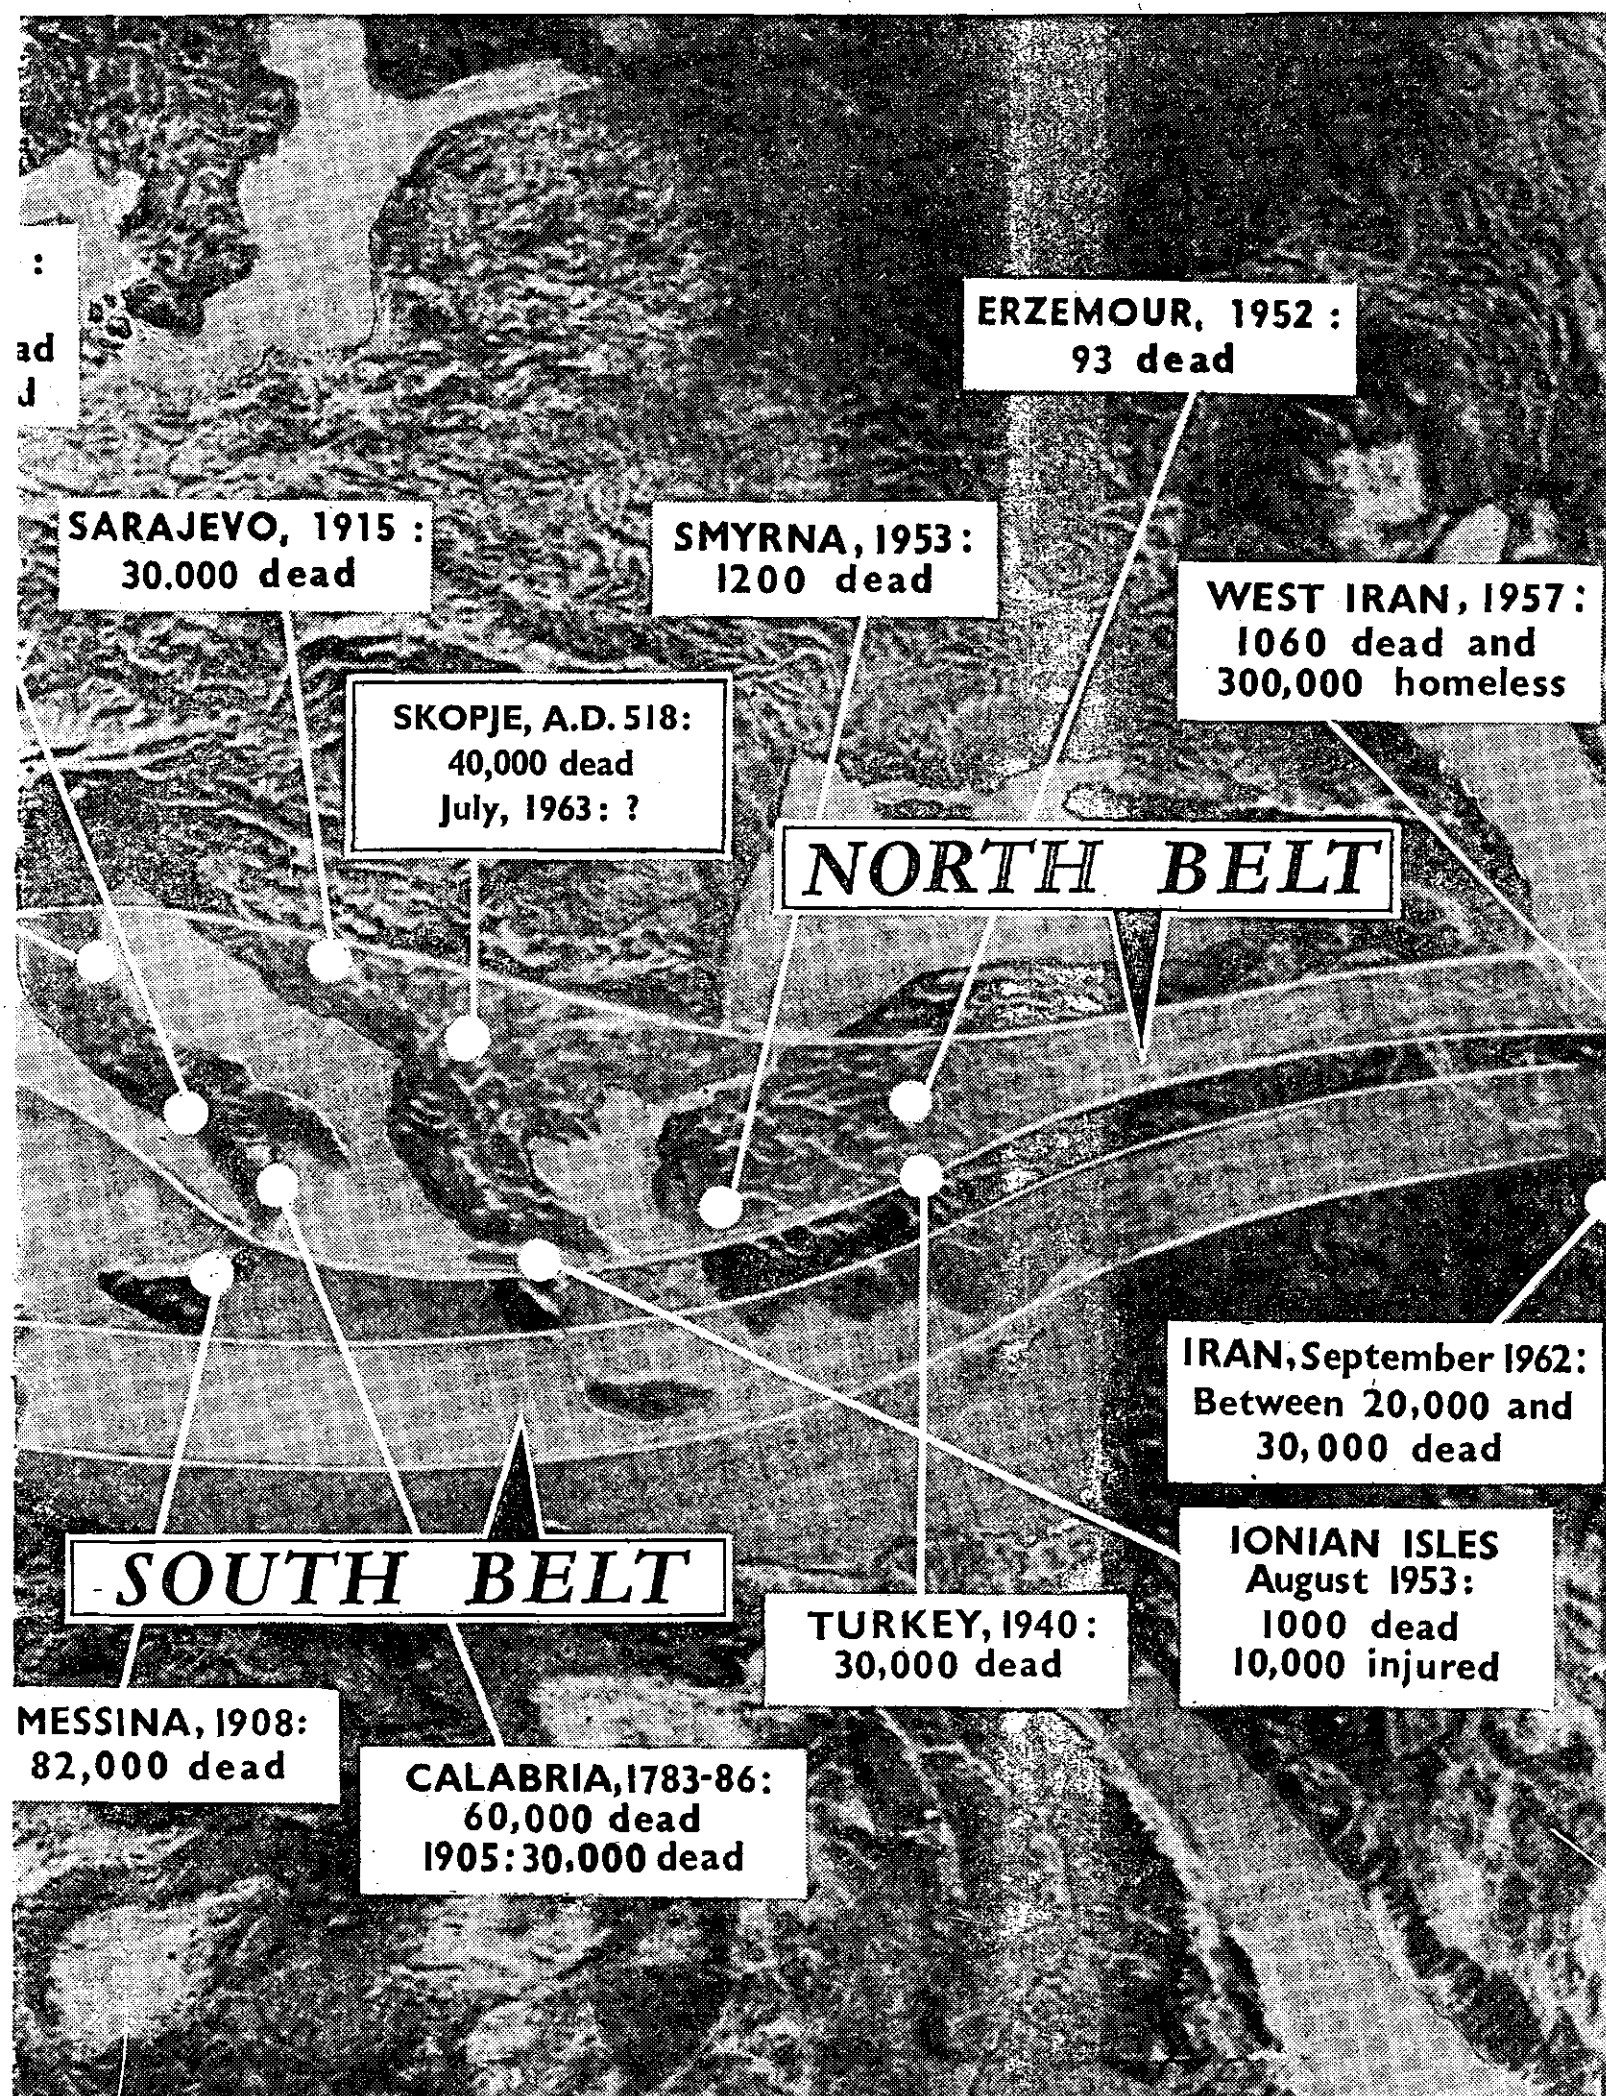 :
ad
d
ERZEMOUR, 1952 :
93 dead
SARAJEVO, 1915 :
30.000 dead
SMYRNA, 1953 :
1200 dead
WEST IRAN, 1957 :
1060 dead and
300,000 homeless
SKOPJE, A.D. 518:
40,000 dead
July, 1963 : ?
NORTH BELT
IRAN, September 1962:
Between 20,000 and
30,000 dead
IONIAN ISLES
August 1953:
1000 dead
10,000 injured
SOUTH BELT
TURKEY, 1940 :
30,000 dead
MESSINA, 1908:
82,000 dead
CALABRIA, 1783-86:
60,000 dead
1905: 30,000 dead